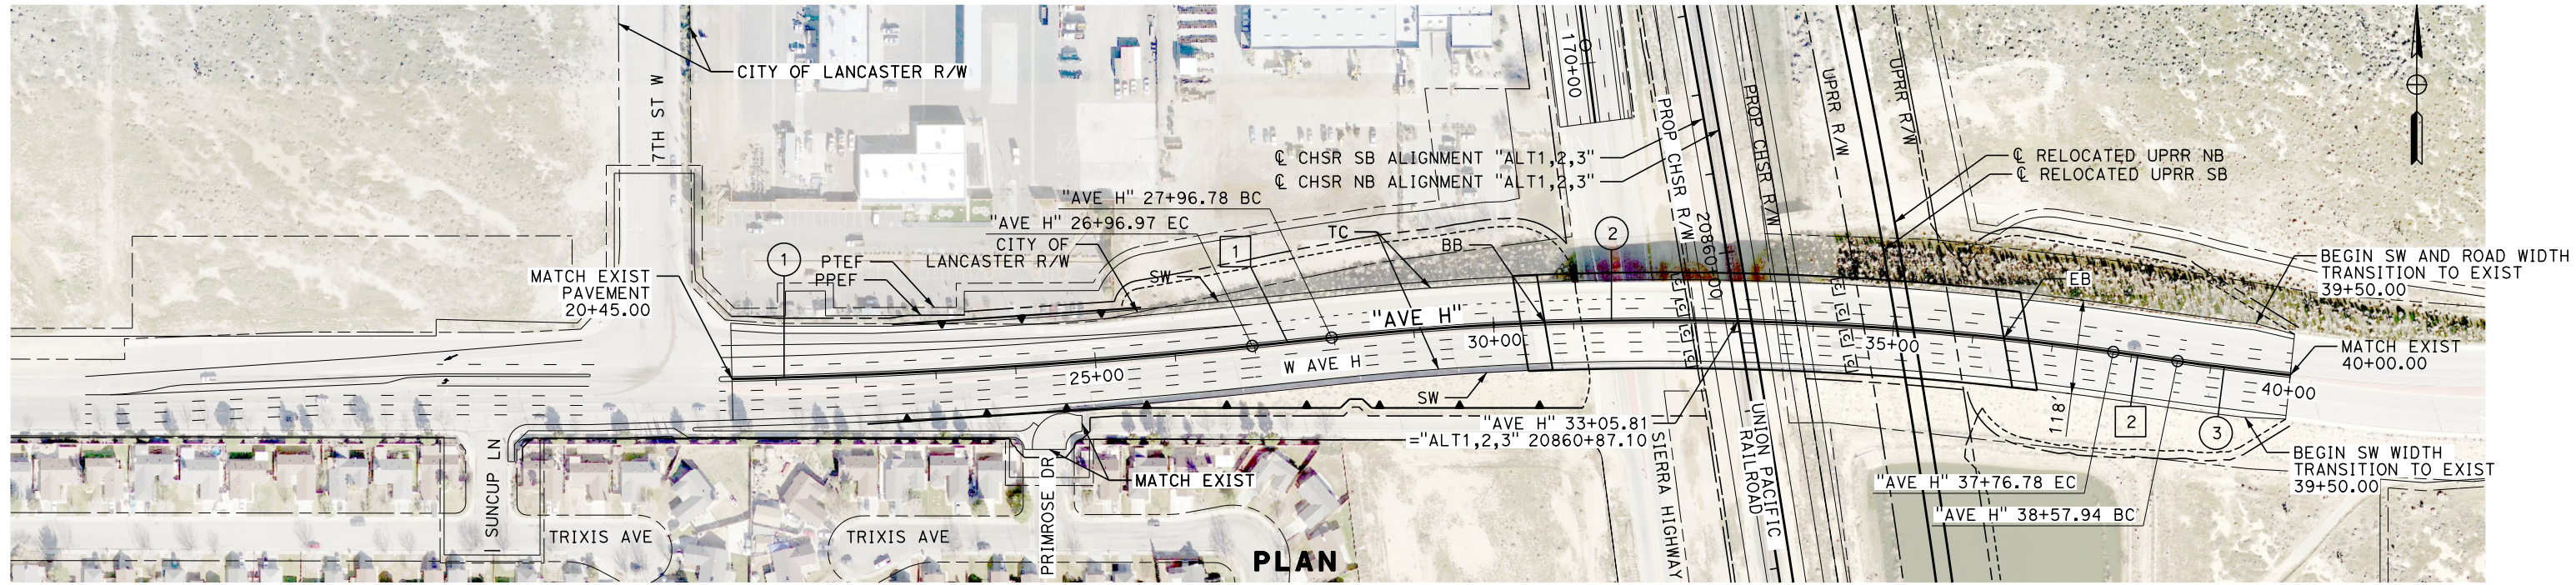 CITY OF LANCASTER R/W
7TH ST W
170+00
PROP CHSR R/W
PROP CHSR R/W
UPRR R/W
UPRR R/W
℄ CHSR SB ALIGNMENT "ALT1,2,3"
℄ CHSR NB ALIGNMENT "ALT1,2,3"
℄ RELOCATED UPRR NB
℄ RELOCATED UPRR SB
"AVE H" 27+96.78 BC
"AVE H" 26+96.97 EC
CITY OF
LANCASTER R/W
1
1
2
TC
BB
SW
PTEF
PPEF
MATCH EXIST
PAVEMENT
20+45.00
20860+00
BEGIN SW AND ROAD WIDTH
TRANSITION TO EXIST
39+50.00
EB
"AVE H"
W AVE H
25+00
30+00
35+00
40+00
MATCH EXIST
40+00.00
SW
118'
2
3
"AVE H" 33+05.81
="ALT1,2,3" 20860+87.10
SIERRA HIGHWAY
UNION PACIFIC
RAILROAD
BEGIN SW WIDTH
TRANSITION TO EXIST
39+50.00
"AVE H" 37+76.78 EC
"AVE H" 38+57.94 BC
MATCH EXIST
SUNCUP LN
TRIXIS AVE
TRIXIS AVE
PRIMROSE DR
PLAN